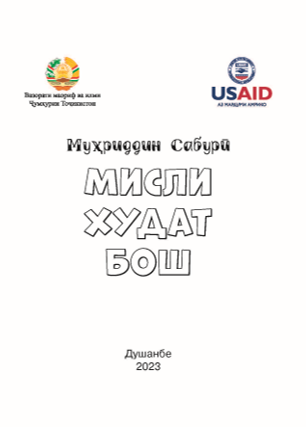 Вазорати маориф ва илми
Ҷумҳурии Тоҷикистон
USAID
АЗ МАРДУМИ АМРИКО
Муҳриддин Сабурӣ
МИСЛИ
ХУДАТ
БОШ
Душанбе
2023